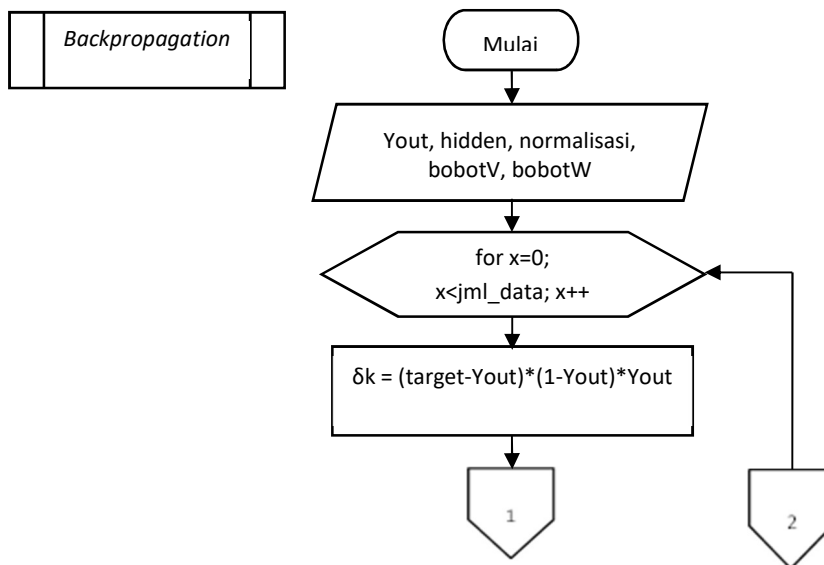 Backpropagation
Mulai
Yout, hidden, normalisasi,
bobotV, bobotW
for x=0;
x<jml_data; x++
δk = (target-Yout)*(1-Yout)*Yout
1
2